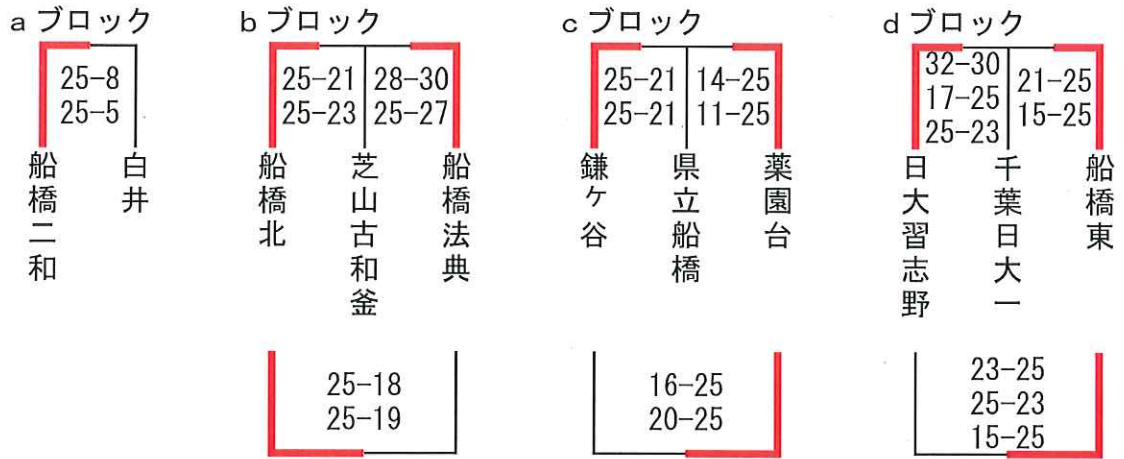 a ブロック
25-8
25-5
船橋二和
白井
b ブロック
25-21
25-23
28-30
25-27
船橋北
芝山古和釜
船橋法典
25-18
25-19
c ブロック
25-21
25-21
14-25
11-25
鎌ケ谷
県立船橋
薬園台
16-25
20-25
d ブロック
32-30
17-25
25-23
21-25
15-25
日大習志野
千葉日大一
船橋東
23-25
25-23
15-25